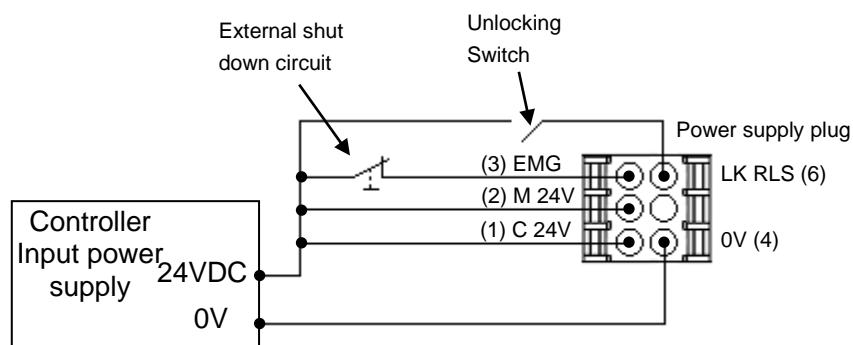 External shut
down circuit
Unlocking
Switch
Power supply plug
(3) EMG
LK RLS (6)
(2) M 24V
(1) C 24V
0V (4)
Controller
Input power
supply
24VDC
0V